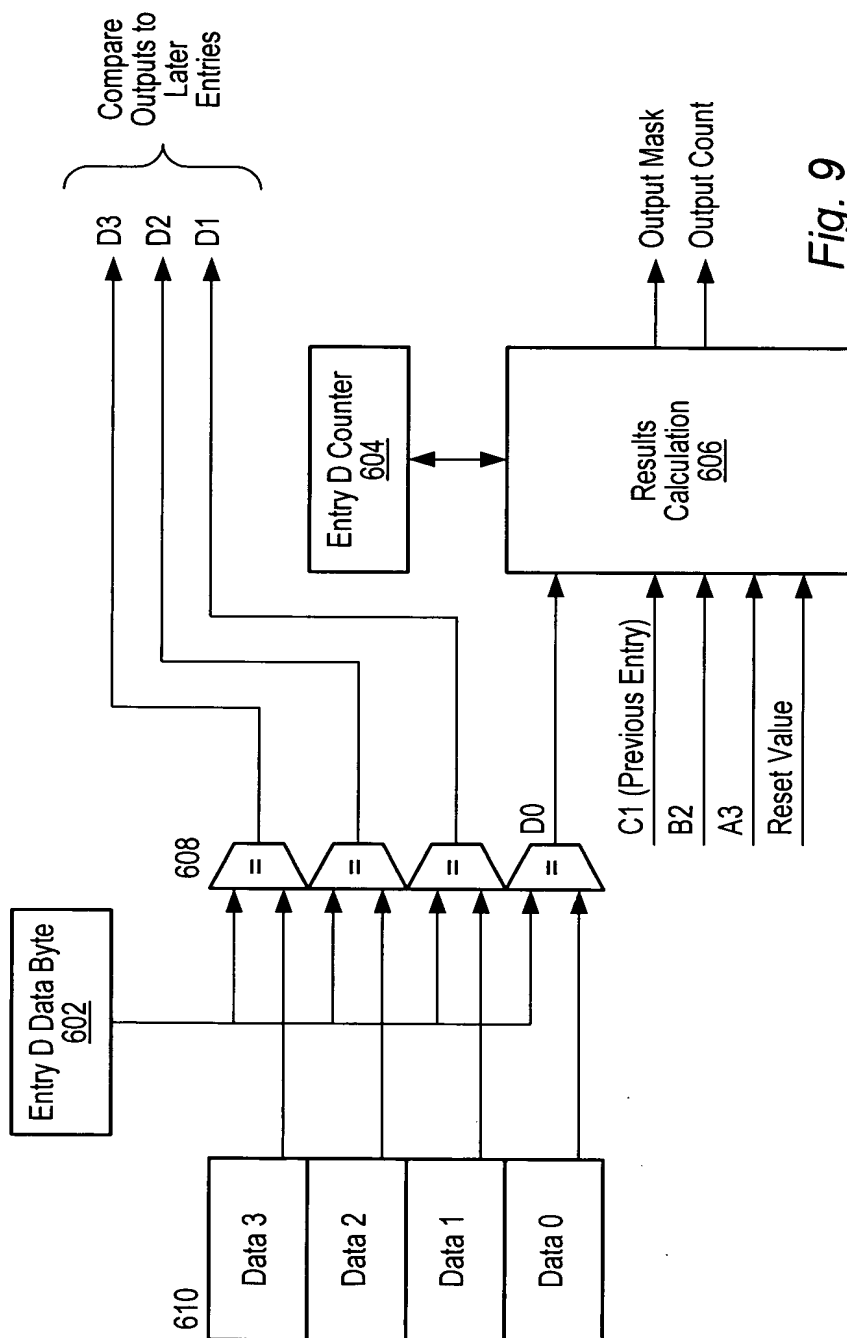 Entry D Data Byte
602
610
Data 3
Data 2
Data 1
Data 0
608
=
=
=
=
D0
D3
D2
D1
Compare
Outputs to
Later
Entries
Entry D Counter
604
C1 (Previous Entry)
B2
A3
Reset Value
Results
Calculation
606
Output Mask
Output Count
Fig. 9